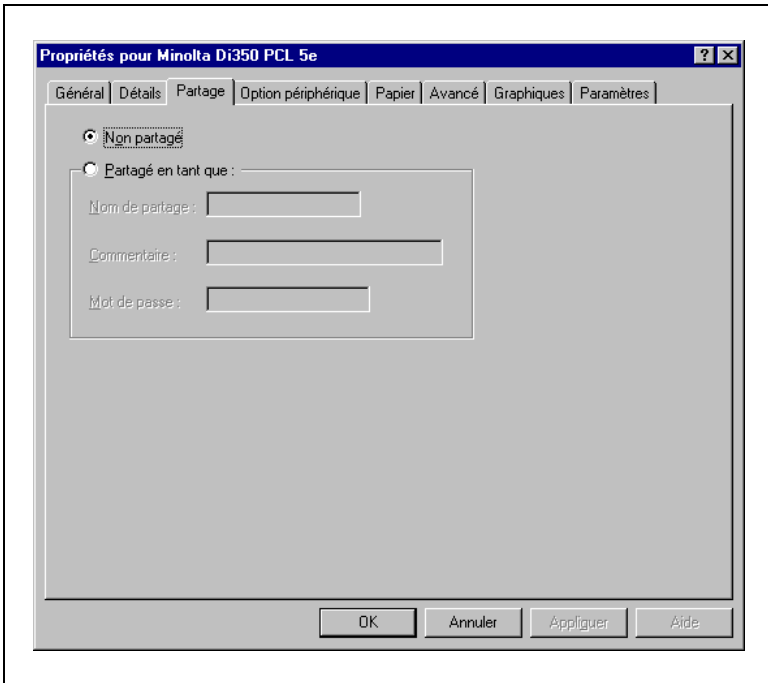 Propriétés pour Minolta Di350 PCL 5e
Général Détails Partage Option périphérique Papier Avancé Graphiques Paramètres
Non partagé
Partagé en tant que :
Nom de partage :
Commentaire :
Mot de passe :
OK Annuler Appliquer Aide